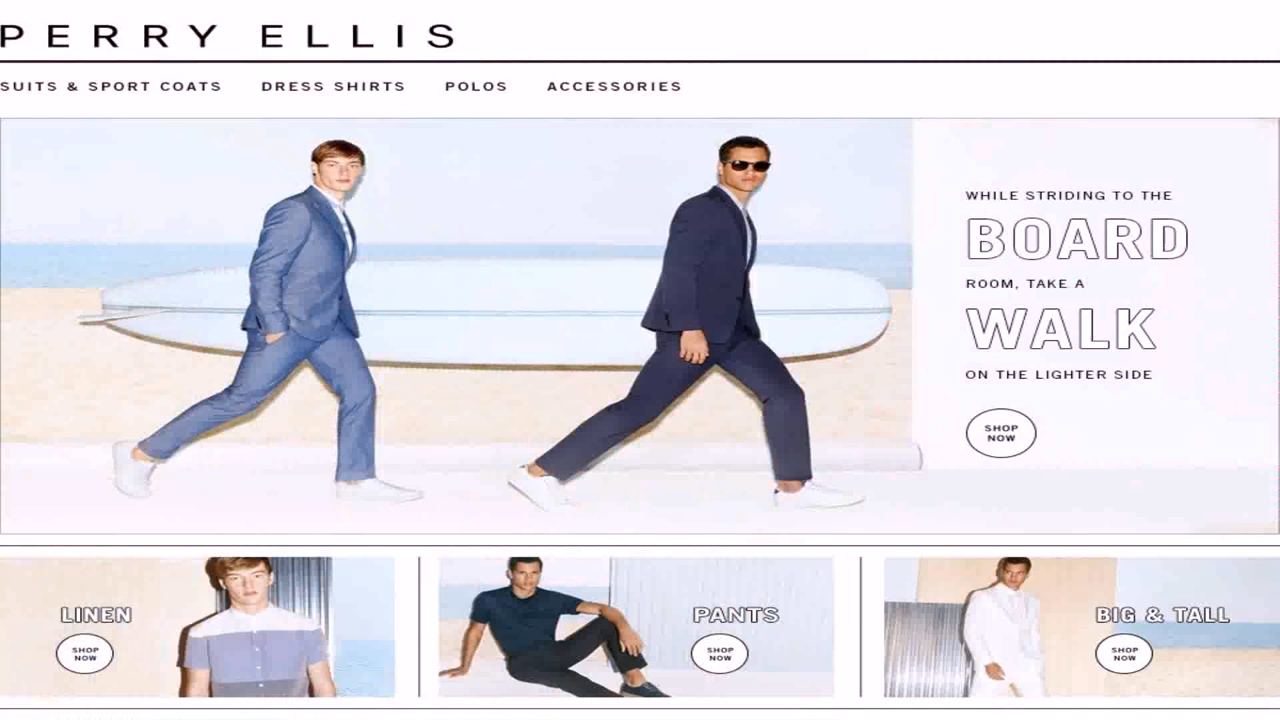 PERRY ELLIS
SUITS & SPORT COATS DRESS SHIRTS POLOS ACCESSORIES
WHILE STRIDING TO THE
BOARD
ROOM, TAKE A
WALK
ON THE LIGHTER SIDE
SHOP
NOW
LINEN
SHOP
NOW
PANTS
SHOP
NOW
BIG & TALL
SHOP
NOW